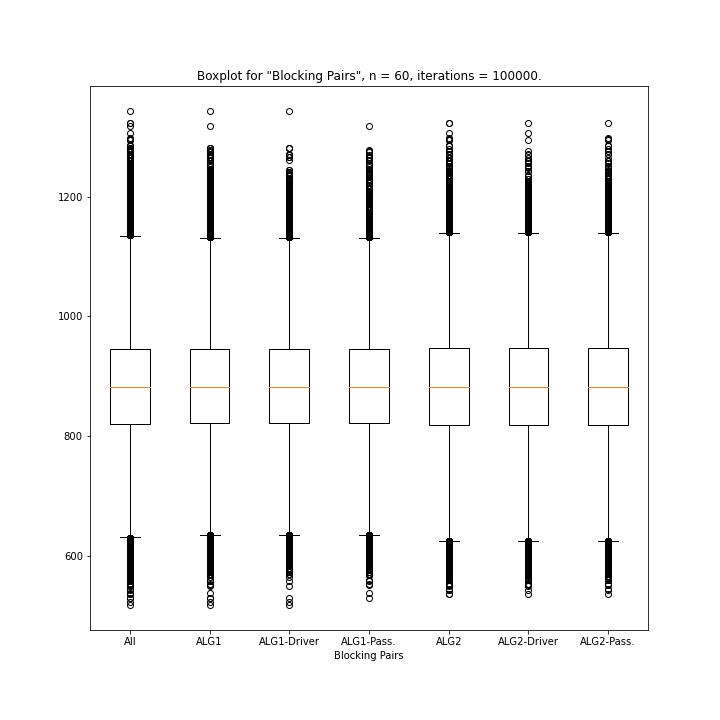 Boxplot for "Blocking Pairs", n = 60, iterations = 100000.
1200
1000
800
600
All ALG1 ALG1-Driver ALG1-Pass. ALG2 ALG2-Driver ALG2-Pass.
Blocking Pairs